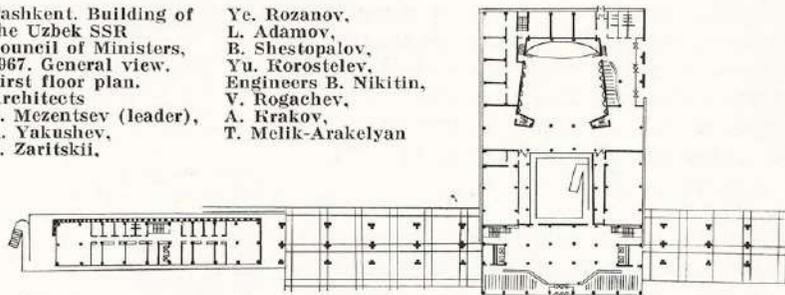 ashkent. Building of
he Uzbek SSR
ouncil of Ministers,
967. General view.
irst floor plan.
rchitects
. Mezentsev (leader),
. Yakushev,
. Zaritskii,
Ye. Rozanov,
L. Adamov,
B. Shestopalov,
Yu. Korostelev,
Engineers B. Nikitin,
V. Rogachev,
A. Krakov,
T. Melik-Arakelyan